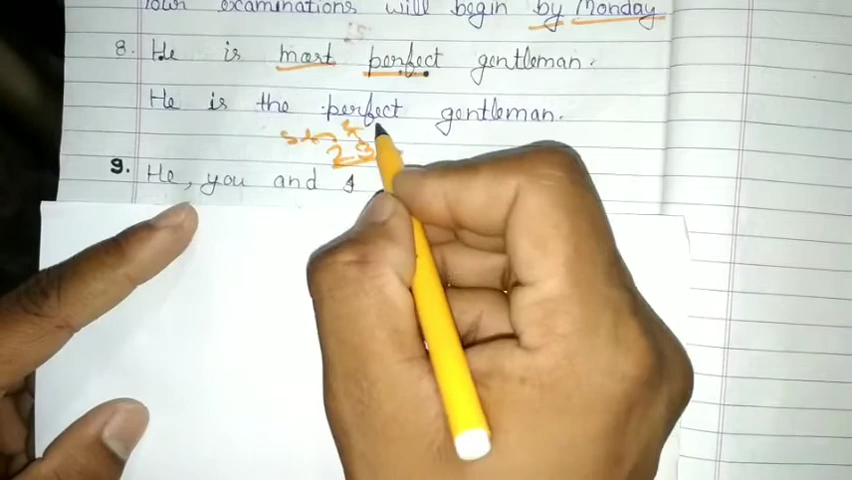 Your examinations will begin by Monday
8. He is most perfect gentleman.
He is the perfect gentleman.
9. He, you and